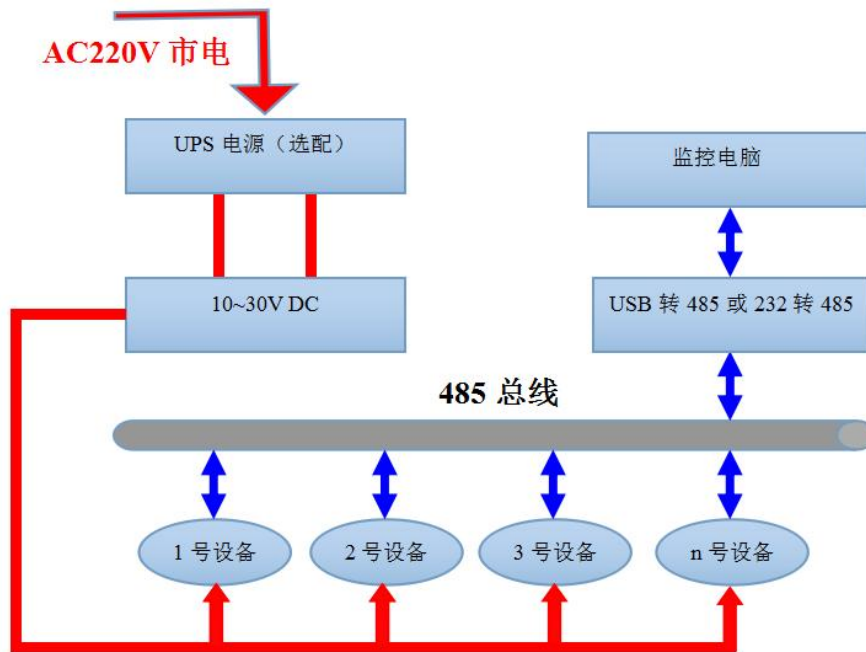 AC220V 市电
UPS 电源（选配）
监控电脑
10~30V DC
USB 转 485 或 232 转 485
485 总线
1 号设备
2 号设备
3 号设备
n 号设备